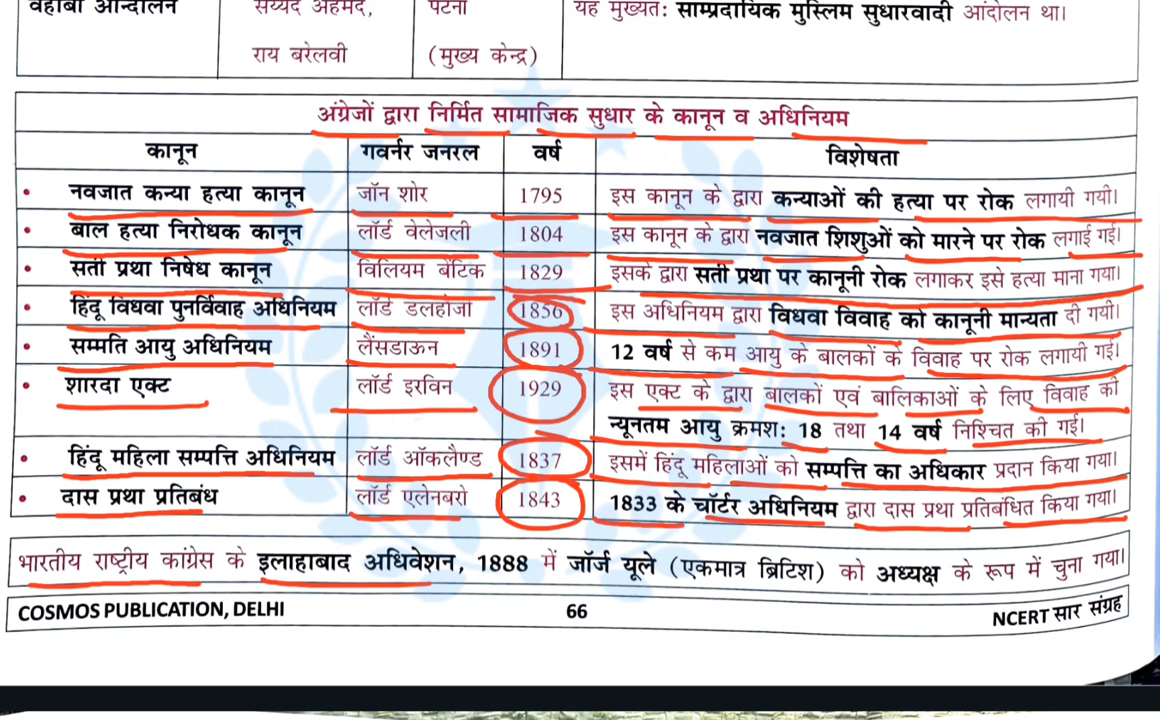 वहाबी आन्दोलन सय्यद अहमद, पटना यह मुख्यत: साम्प्रदायिक मुस्लिम सुधारवादी आंदोलन था।
राय बरेलवी (मुख्य केन्द्र)
अंग्रेजों द्वारा निर्मित सामाजिक सुधार के कानून व अधिनियम
कानून गवर्नर जनरल वर्ष विशेषता
• नवजात कन्या हत्या कानून जॉन शोर 1795 इस कानून के द्वारा कन्याओं की हत्या पर रोक लगायी गयी।
• बाल हत्या निरोधक कानून लॉर्ड वेलेजली 1804 इस कानून के द्वारा नवजात शिशुओं को मारने पर रोक लगाई गई।
• सती प्रथा निषेध कानून विलियम बेंटिक 1829 इसके द्वारा सती प्रथा पर कानूनी रोक लगाकर इसे हत्या माना गया।
• हिंदू विधवा पुनर्विवाह अधिनियम लॉर्ड डलहौजी 1856 इस अधिनियम द्वारा विधवा विवाह को कानूनी मान्यता दी गयी।
• सम्मति आयु अधिनियम लैंसडाऊन 1891 12 वर्ष से कम आयु के बालकों के विवाह पर रोक लगायी गई।
• शारदा एक्ट लॉर्ड इरविन 1929 इस एक्ट के द्वारा बालकों एवं बालिकाओं के लिए विवाह की
न्यूनतम आयु क्रमश: 18 तथा 14 वर्ष निश्चित की गई।
• हिंदू महिला सम्पत्ति अधिनियम लॉर्ड ऑकलैण्ड 1837 इसमें हिंदू महिलाओं को सम्पत्ति का अधिकार प्रदान किया गया।
• दास प्रथा प्रतिबंध लॉर्ड एलेनबरो 1843 1833 के चॉर्टर अधिनियम द्वारा दास प्रथा प्रतिबंधित किया गया।
भारतीय राष्ट्रीय कांग्रेस के इलाहाबाद अधिवेशन, 1888 में जॉर्ज यूले (एकमात्र ब्रिटिश) को अध्यक्ष के रूप में चुना गया।
COSMOS PUBLICATION, DELHI 66 NCERT सार संग्रह